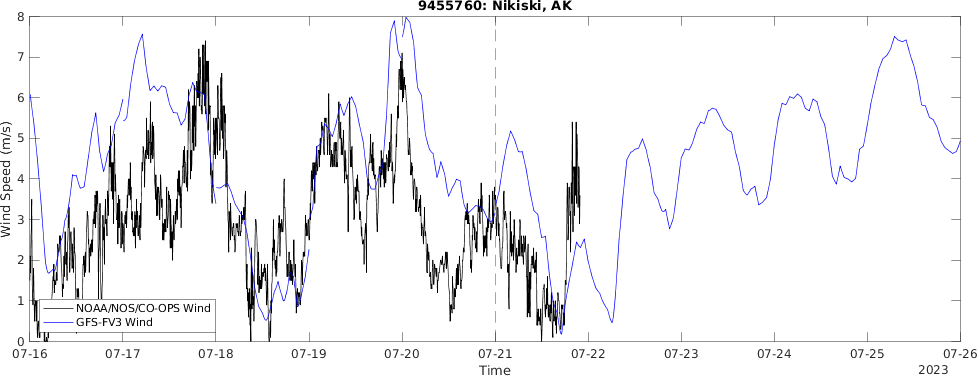 9455760: Nikiski, AK
8
7
6
5
4
3
2
1
0
Wind Speed (m/s)
NOAA/NOS/CO-OPS Wind
GFS-FV3 Wind
07-16 07-17 07-18 07-19 07-20 07-21 07-22 07-23 07-24 07-25 07-26
Time
2023